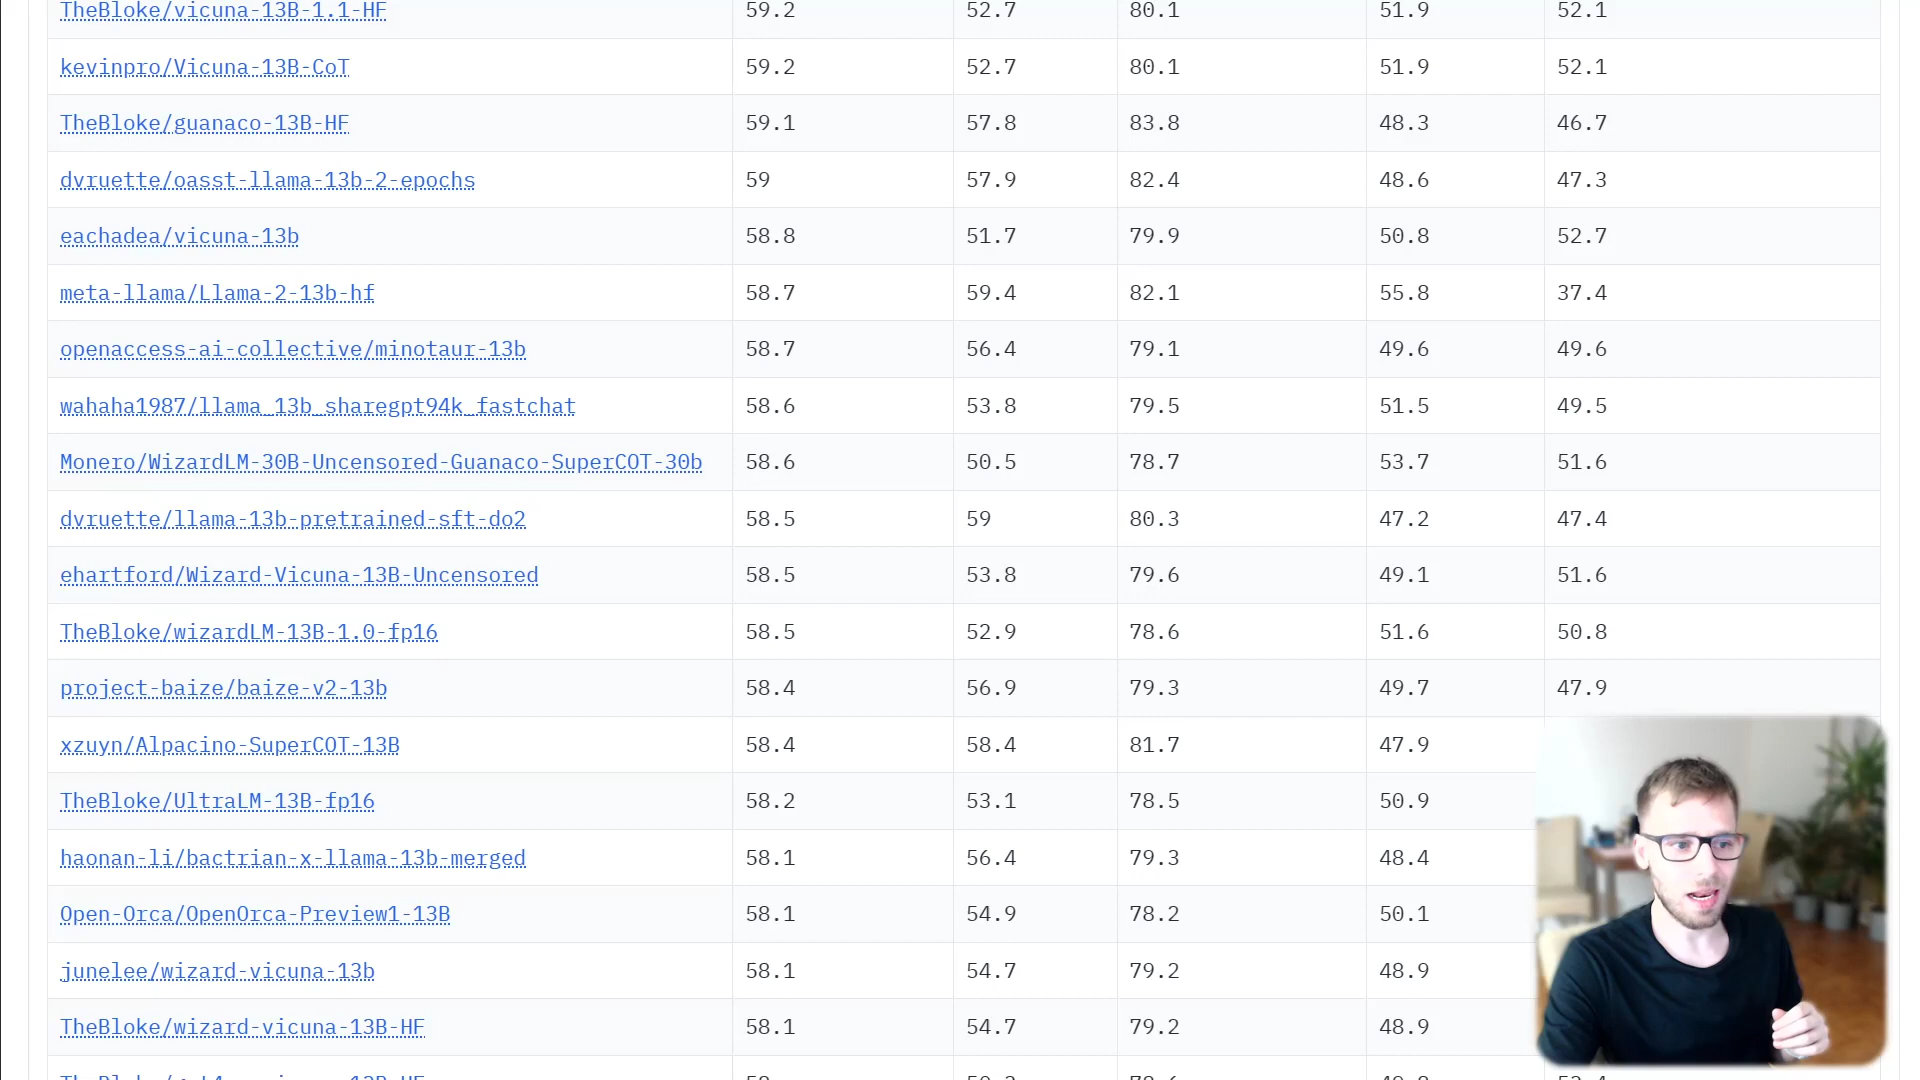 TheBloke/vicuna-13B-1.1-HF 59.2 52.7 80.1 51.9 52.1
kevinpro/Vicuna-13B-CoT 59.2 52.7 80.1 51.9 52.1
TheBloke/guanaco-13B-HF 59.1 57.8 83.8 48.3 46.7
dvruette/oasst-llama-13b-2-epochs 59 57.9 82.4 48.6 47.3
eachadea/vicuna-13b 58.8 51.7 79.9 50.8 52.7
meta-llama/Llama-2-13b-hf 58.7 59.4 82.1 55.8 37.4
openaccess-ai-collective/minotaur-13b 58.7 56.4 79.1 49.6 49.6
wahaha1987/llama_13b_sharegpt94k_fastchat 58.6 53.8 79.5 51.5 49.5
Monero/WizardLM-30B-Uncensored-Guanaco-SuperCOT-30b 58.6 50.5 78.7 53.7 51.6
dvruette/llama-13b-pretrained-sft-do2 58.5 59 80.3 47.2 47.4
ehartford/Wizard-Vicuna-13B-Uncensored 58.5 53.8 79.6 49.1 51.6
TheBloke/wizardLM-13B-1.0-fp16 58.5 52.9 78.6 51.6 50.8
project-baize/baize-v2-13b 58.4 56.9 79.3 49.7 47.9
xzuyn/Alpacino-SuperCOT-13B 58.4 58.4 81.7 47.9
TheBloke/UltraLM-13B-fp16 58.2 53.1 78.5 50.9
haonan-li/bactrian-x-llama-13b-merged 58.1 56.4 79.3 48.4
Open-Orca/OpenOrca-Preview1-13B 58.1 54.9 78.2 50.1
junelee/wizard-vicuna-13b 58.1 54.7 79.2 48.9
TheBloke/wizard-vicuna-13B-HF 58.1 54.7 79.2 48.9